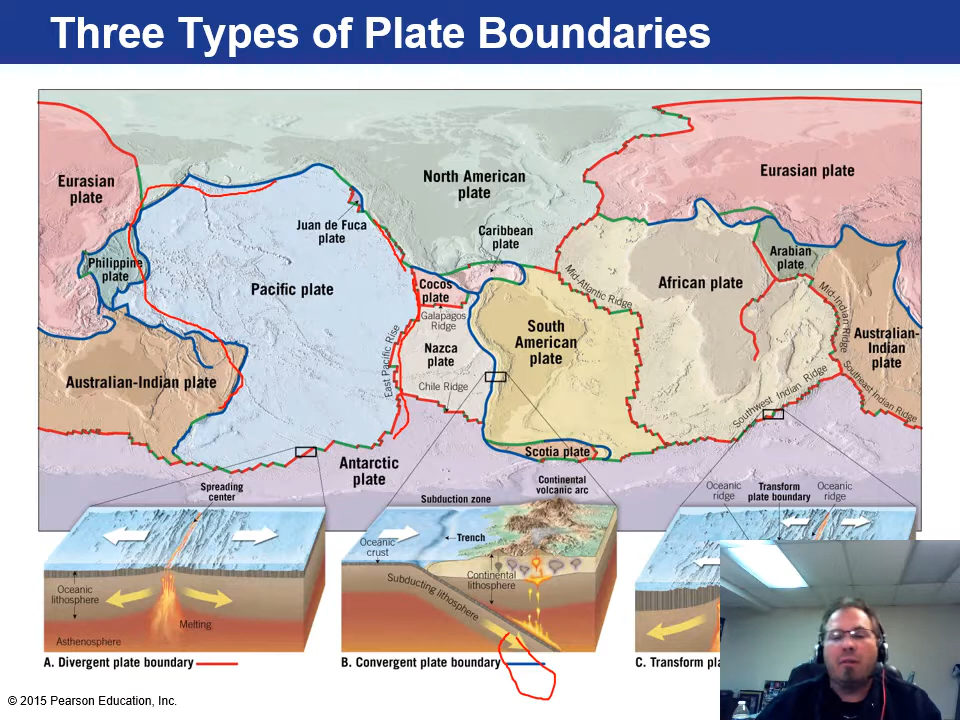 Three Types of Plate Boundaries
Eurasian
plate
North American
plate
Eurasian plate
Juan de Fuca
plate
Caribbean
plate
Philippine
plate
Arabian
plate
Pacific plate
Cocos
plate
Galapagos
Ridge
Mid-Atlantic Ridge
African plate
Mid-Indian Ridge
South
American
plate
Nazca
plate
East Pacific Rise
Australian-Indian plate
Australian-
Indian
plate
Chile Ridge
Southwest Indian Ridge
Southeast Indian Ridge
Antarctic
plate
Scotia plate
Spreading
center
Oceanic
lithosphere
Melting
Asthenosphere
A. Divergent plate boundary
Subduction zone
Continental
volcanic arc
Oceanic
crust
Trench
Continental
lithosphere
Subducting lithosphere
B. Convergent plate boundary
Oceanic
ridge
Transform
plate boundary
Oceanic
ridge
C. Transform
© 2015 Pearson Education, Inc.